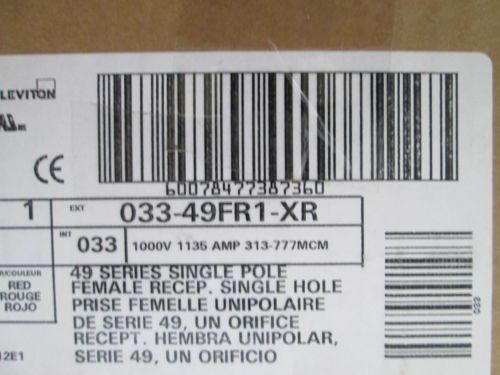 LEVITON
CE
60078477387360
1 EXT 033-49FR1-XR
INT 033 1000V 1135 AMP 313-777MCM
/COULEUR
RED
ROUGE
ROJO
49 SERIES SINGLE POLE
FEMALE RECEP. SINGLE HOLE
PRISE FEMELLE UNIPOLAIRE
DE SERIE 49, UN ORIFICE
RECEPT. HEMBRA UNIPOLAR,
SERIE 49, UN ORIFICIO
12E1
033